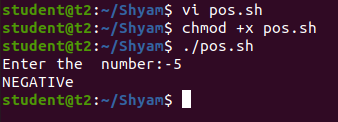 student@t2:~/Shyam$ vi pos.sh
student@t2:~/Shyam$ chmod +x pos.sh
student@t2:~/Shyam$ ./pos.sh
Enter the  number:-5
NEGATIVe
student@t2:~/Shyam$